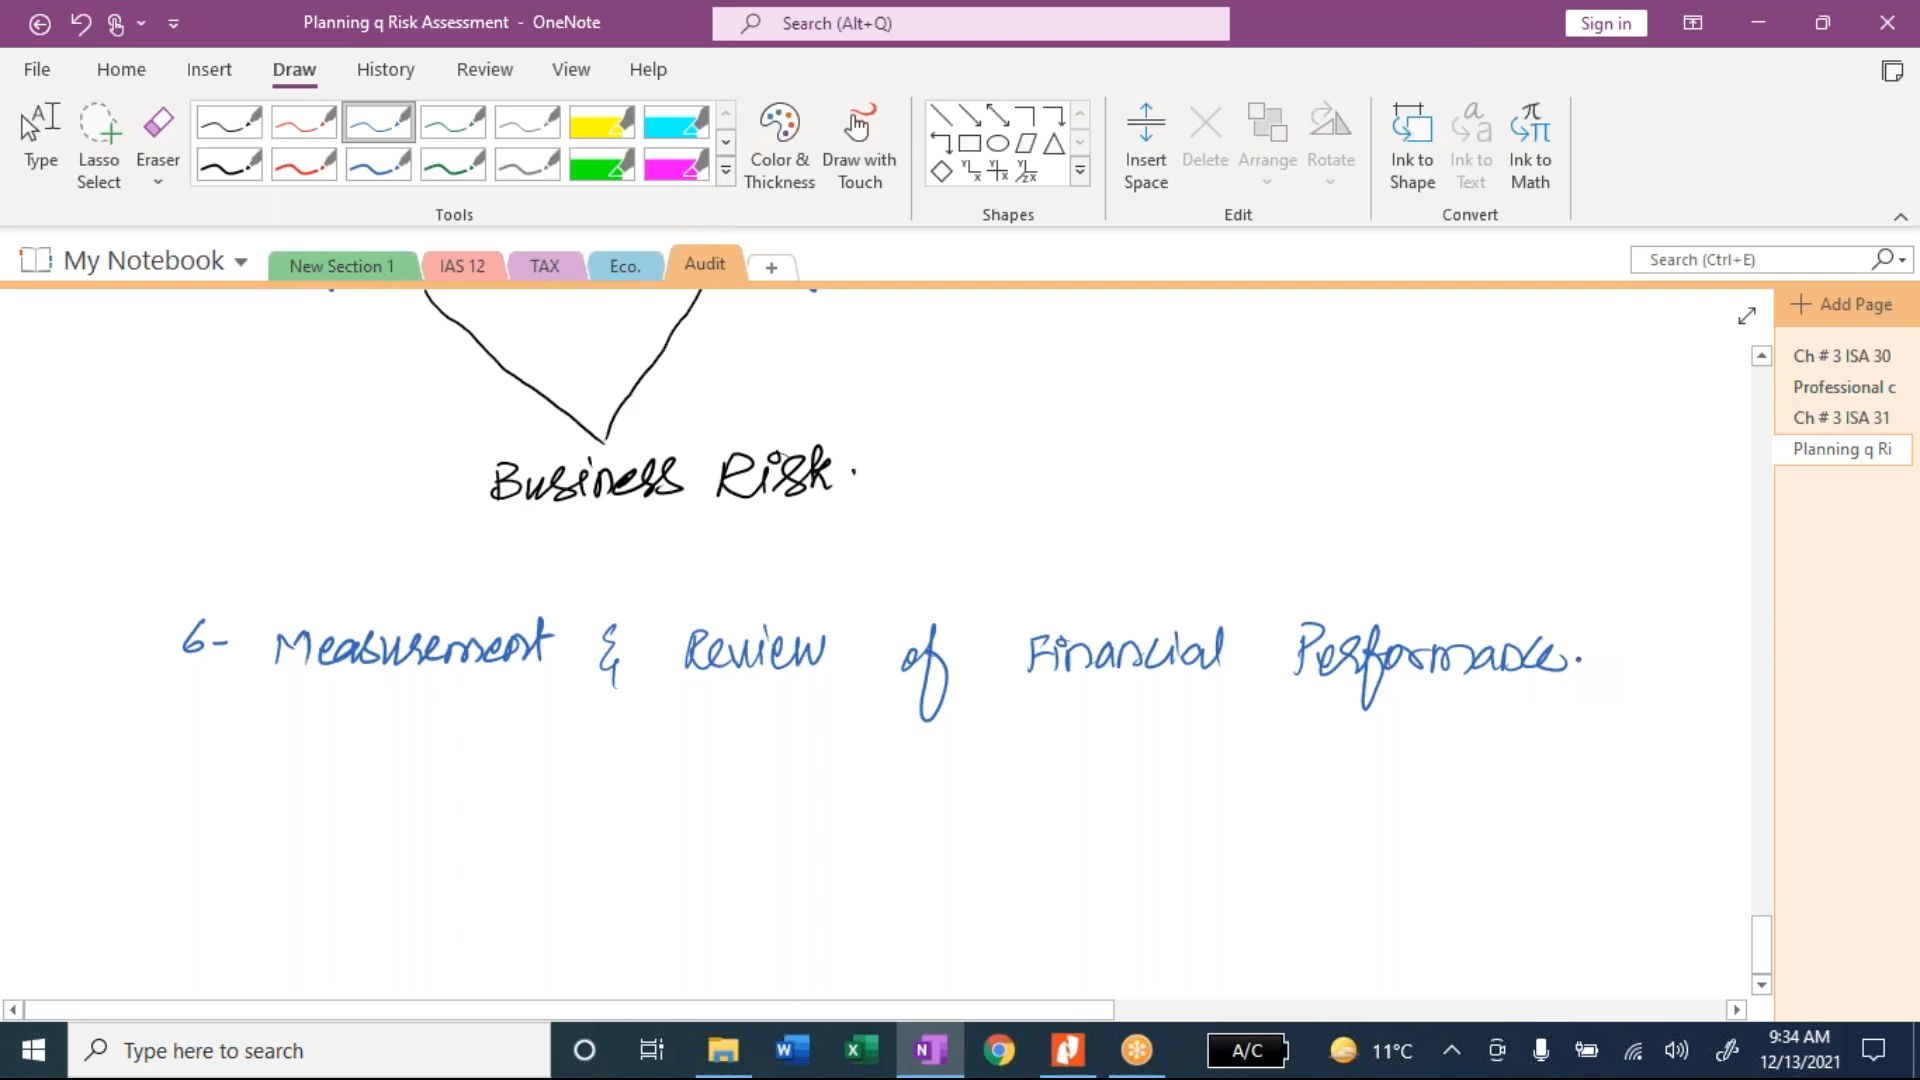 Planning q Risk Assessment - OneNote
Search (Alt+Q)
Sign in
File Home Insert Draw History Review View Help
Type
Lasso Select
Eraser
Color & Thickness
Draw with Touch
Insert Space
Delete
Arrange
Rotate
Ink to Shape
Ink to Text
Ink to Math
Tools Shapes Edit Convert
My Notebook
New Section 1 IAS 12 TAX Eco. Audit
Search (Ctrl+E)
Add Page
Ch # 3 ISA 30
Professional c
Ch # 3 ISA 31
Planning q Ri
Business Risk.
6- Measurement & Review of Financial Performance.
Type here to search
A/C
11°C
9:34 AM
12/13/2021